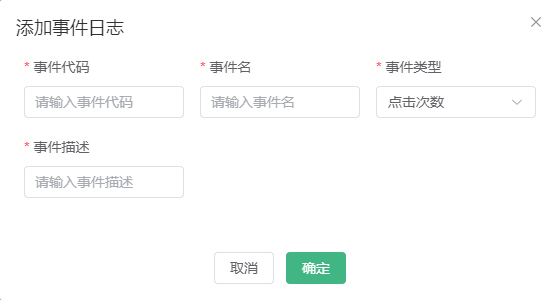 添加事件日志
* 事件代码 * 事件名 * 事件类型
请输入事件代码 请输入事件名 点击次数
* 事件描述
请输入事件描述
取消 确定